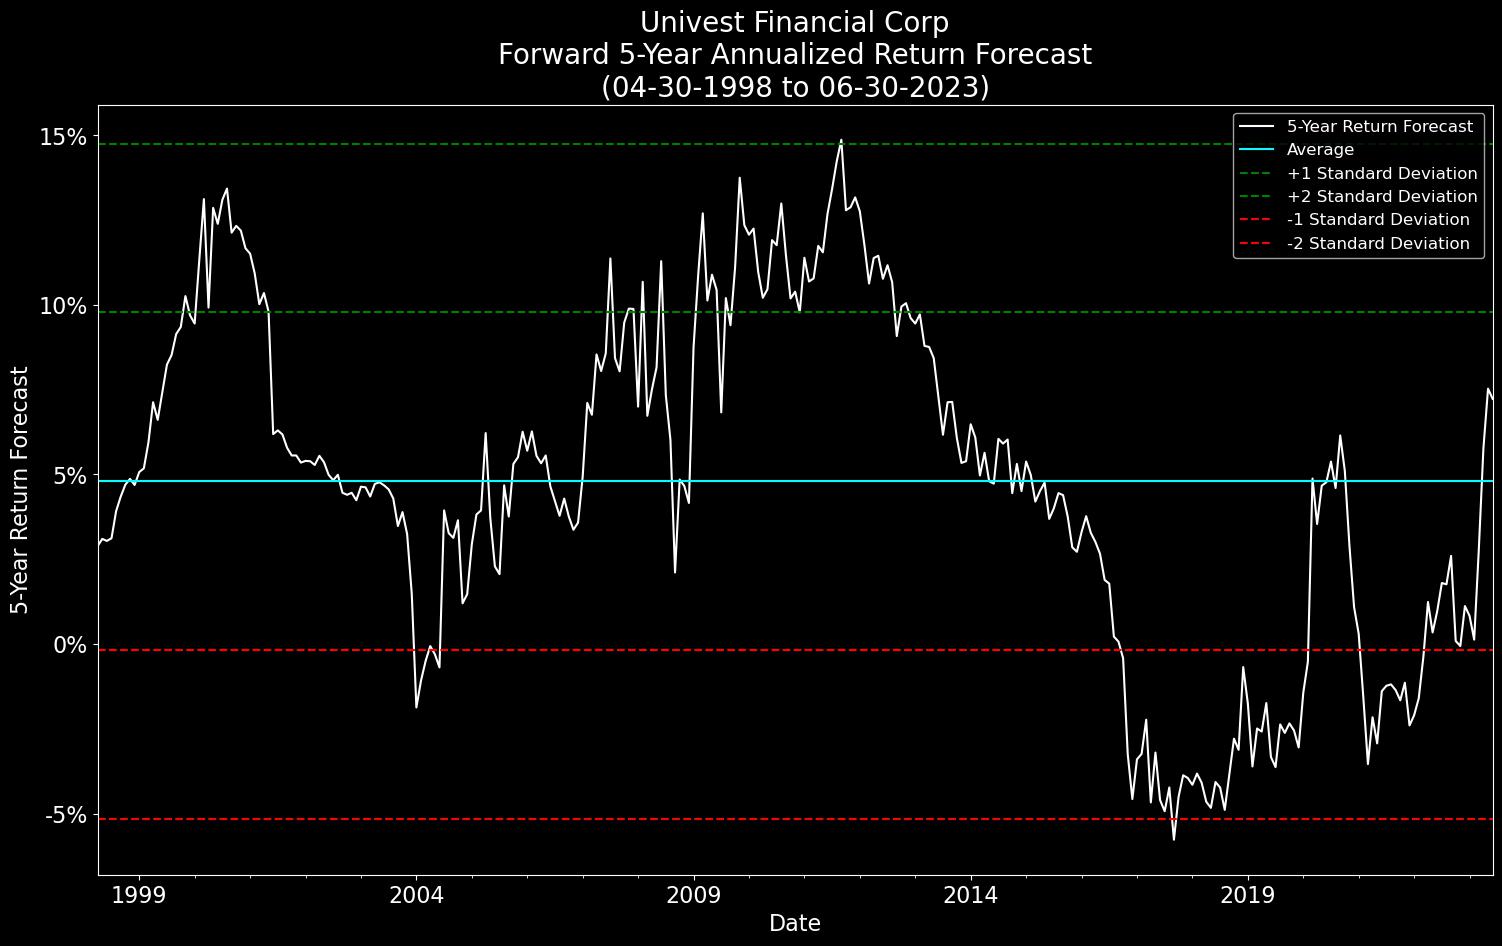 Univest Financial Corp
Forward 5-Year Annualized Return Forecast
(04-30-1998 to 06-30-2023)
5-Year Return Forecast
Average
+1 Standard Deviation
+2 Standard Deviation
-1 Standard Deviation
-2 Standard Deviation
15%
10%
5%
0%
-5%
5-Year Return Forecast
1999 2004 2009 2014 2019
Date